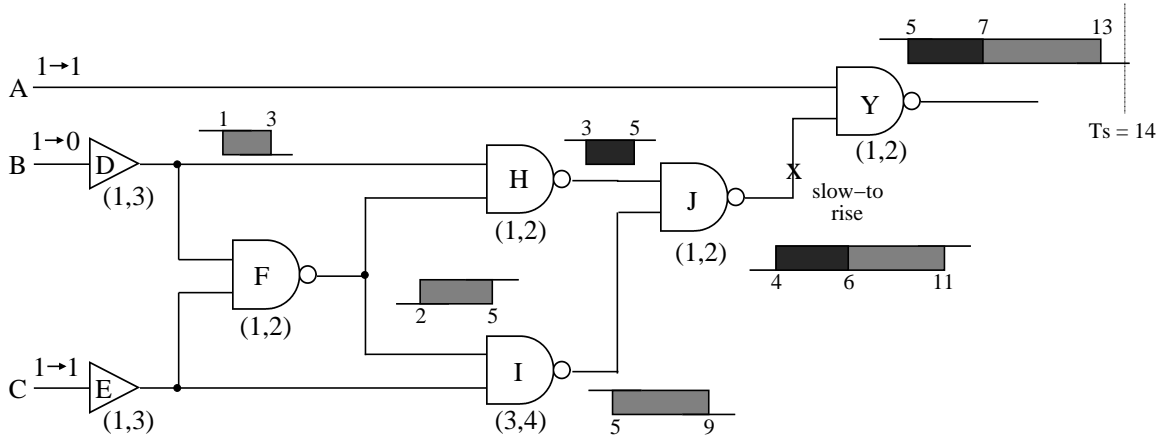 5 7 13
1→1
A
Y
Ts = 14
1→0
1 3
3 5
(1,2)
B
D
H
X
slow–to
rise
(1,3)
J
(1,2)
(1,2)
F
2 5
4 6 11
(1,2)
1→1
C
E
I
(1,3)
(3,4)
5 9